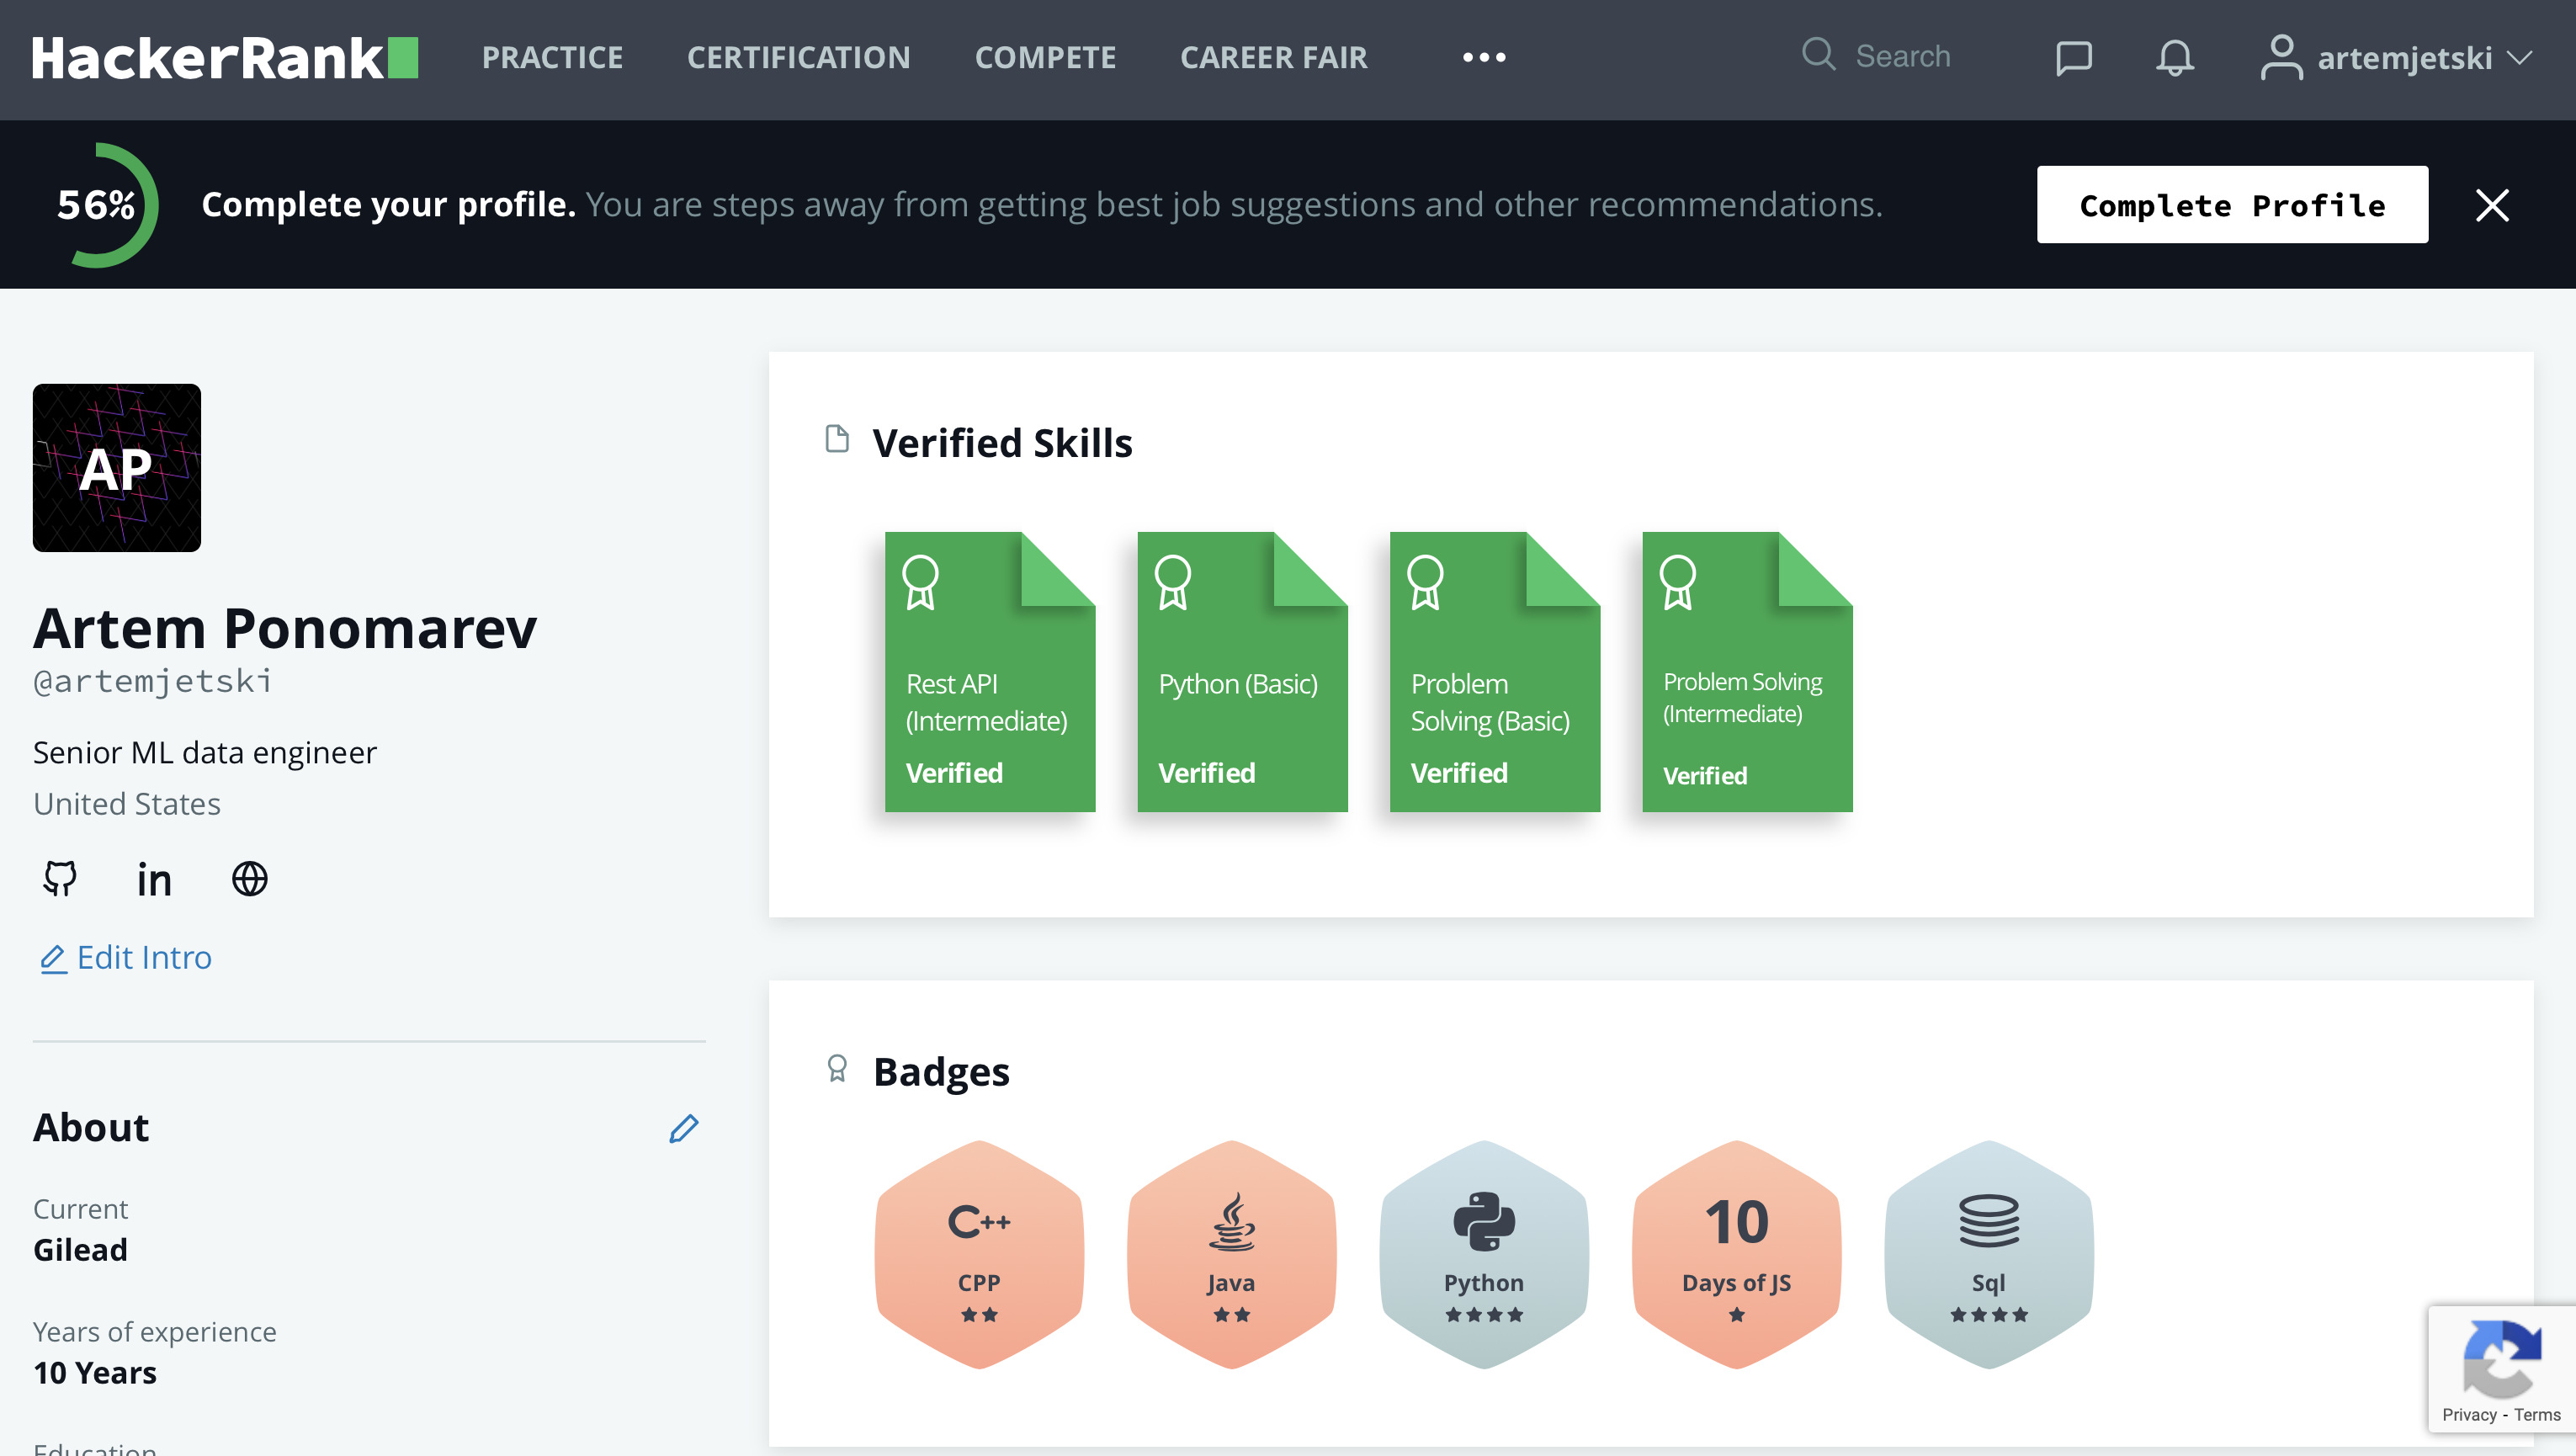 HackerRank
PRACTICE
CERTIFICATION
COMPETE
CAREER FAIR
Search
artemjetski
56%
Complete your profile. You are steps away from getting best job suggestions and other recommendations.
Complete Profile
AP
Artem Ponomarev
@artemjetski
Senior ML data engineer
United States
in
Edit Intro
About
Current
Gilead
Years of experience
10 Years
Education
Verified Skills
Rest API
(Intermediate)
Verified
Python (Basic)
Verified
Problem
Solving (Basic)
Verified
Problem Solving
(Intermediate)
Verified
Badges
C++
CPP
Java
Python
10
Days of JS
Sql
Privacy - Terms